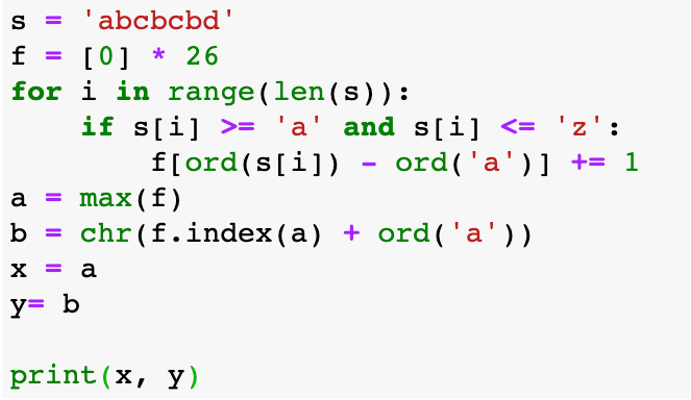 s = 'abcbcbd'
f = [0] * 26
for i in range(len(s)):
    if s[i] >= 'a' and s[i] <= 'z':
        f[ord(s[i]) - ord('a')] += 1
a = max(f)
b = chr(f.index(a) + ord('a'))
x = a
y= b

print(x, y)